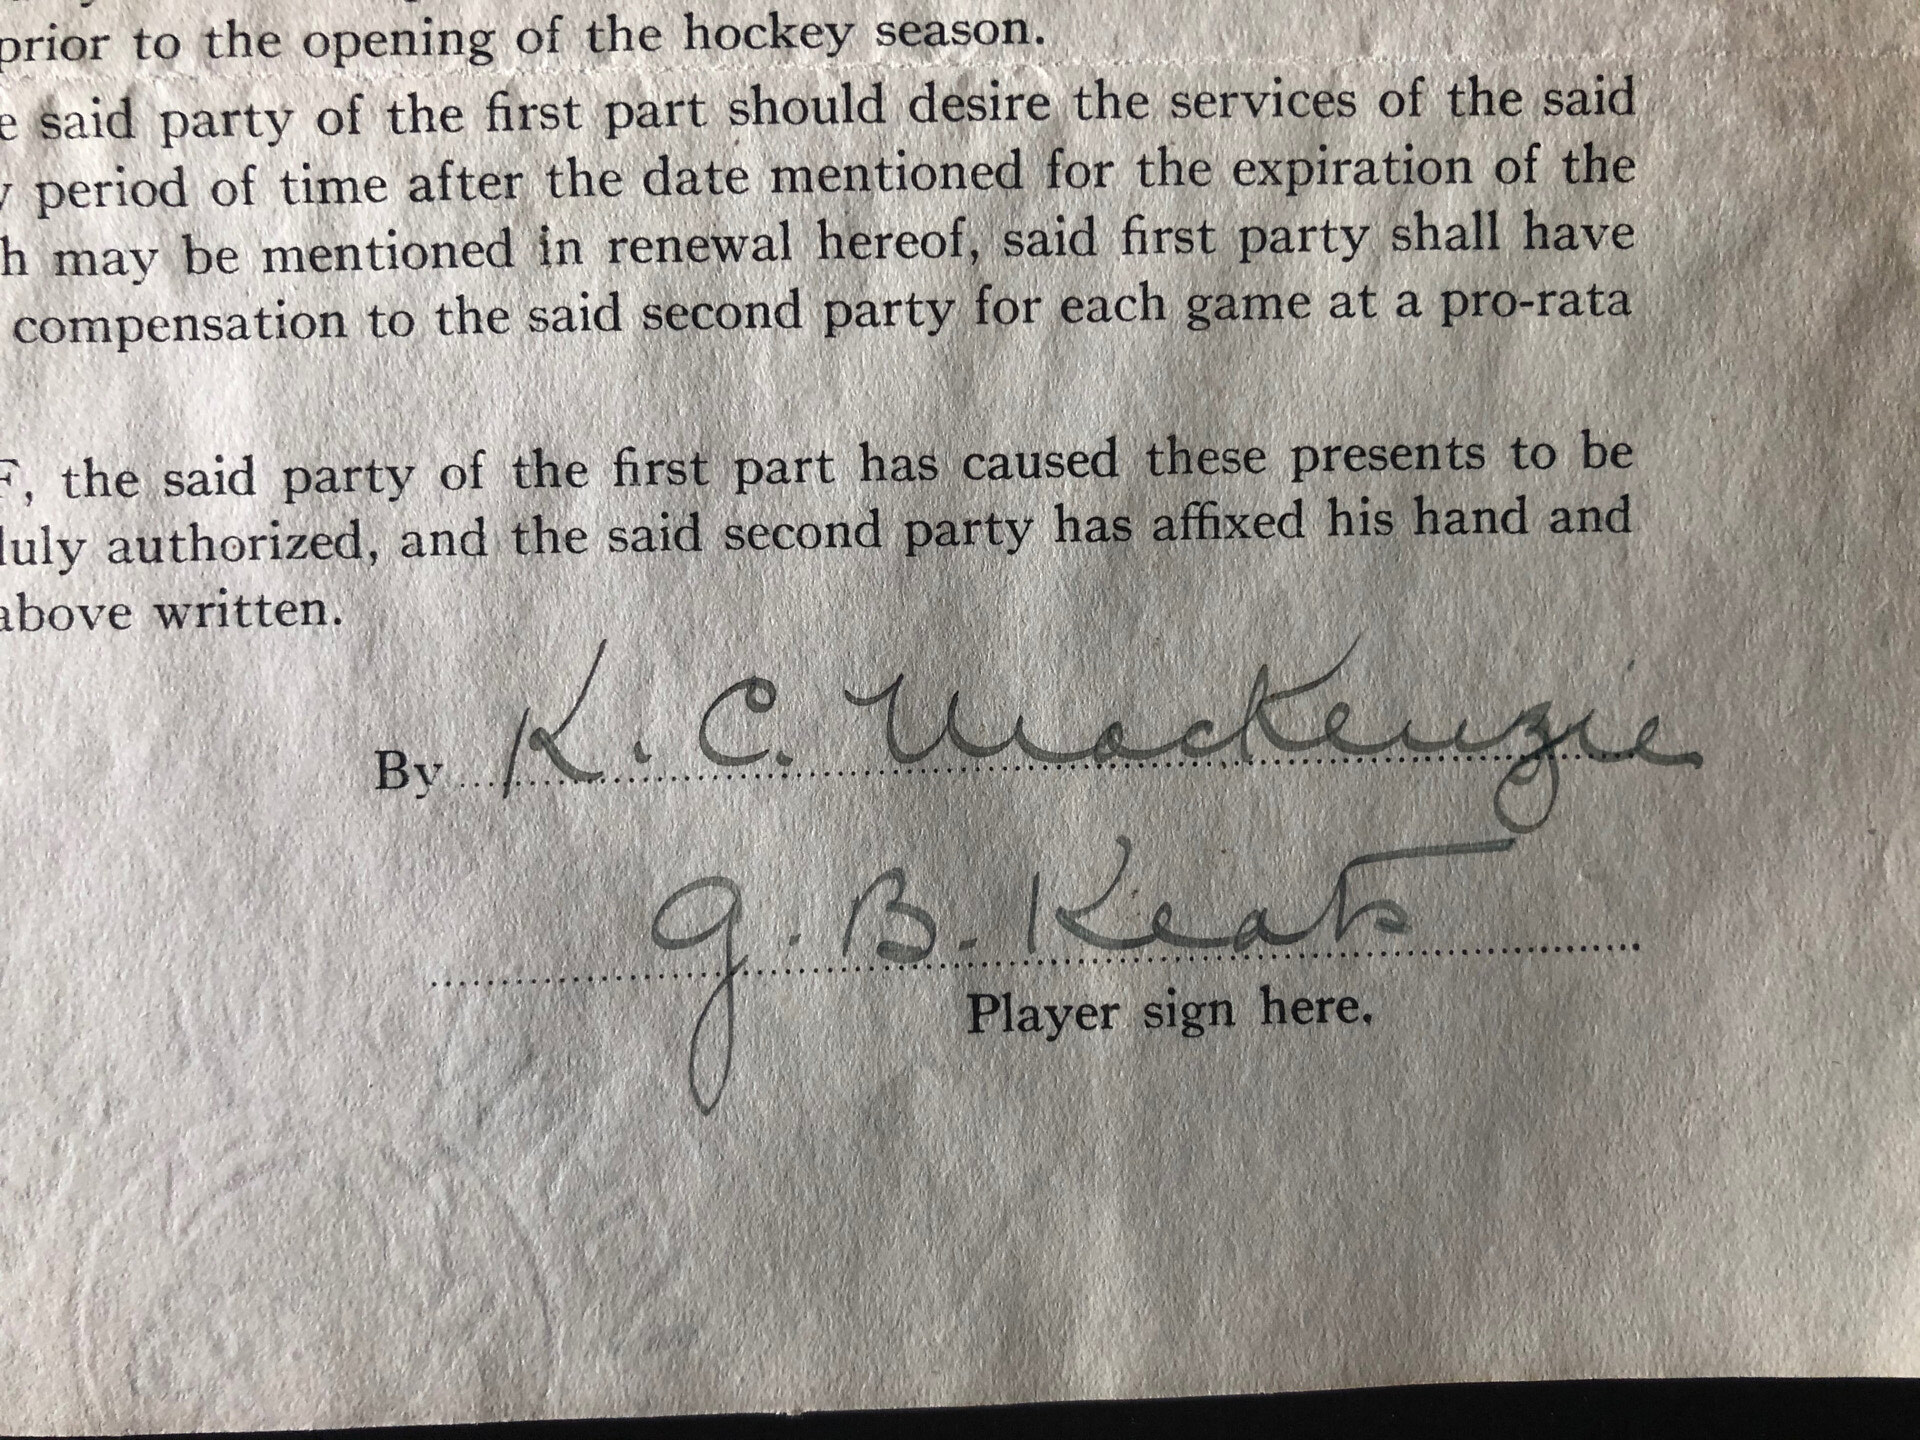 prior to the opening of the hockey season.
e said party of the first part should desire the services of the said
y period of time after the date mentioned for the expiration of the
h may be mentioned in renewal hereof, said first party shall have
compensation to the said second party for each game at a pro-rata
F, the said party of the first part has caused these presents to be
duly authorized, and the said second party has affixed his hand and
above written.
By K. C. MacKenzie
G. B. Keats
Player sign here.